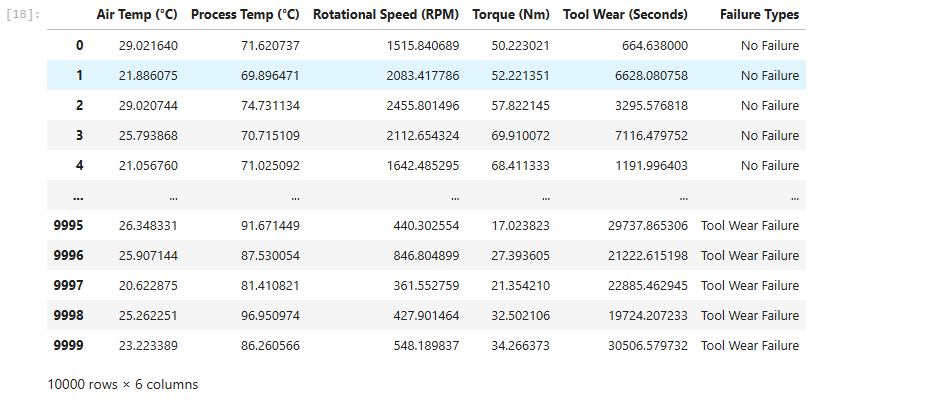 [18]:
Air Temp (°C) Process Temp (°C) Rotational Speed (RPM) Torque (Nm) Tool Wear (Seconds) Failure Types
0 29.021640 71.620737 1515.840689 50.223021 664.638000 No Failure
1 21.886075 69.896471 2083.417786 52.221351 6628.080758 No Failure
2 29.020744 74.731134 2455.801496 57.822145 3295.576818 No Failure
3 25.793868 70.715109 2112.654324 69.910072 7116.479752 No Failure
4 21.056760 71.025092 1642.485295 68.411333 1191.996403 No Failure
... ... ... ... ... ... ...
9995 26.348331 91.671449 440.302554 17.023823 29737.865306 Tool Wear Failure
9996 25.907144 87.530054 846.804899 27.393605 21222.615198 Tool Wear Failure
9997 20.622875 81.410821 361.552759 21.354210 22885.462945 Tool Wear Failure
9998 25.262251 96.950974 427.901464 32.502106 19724.207233 Tool Wear Failure
9999 23.223389 86.260566 548.189837 34.266373 30506.579732 Tool Wear Failure
10000 rows × 6 columns